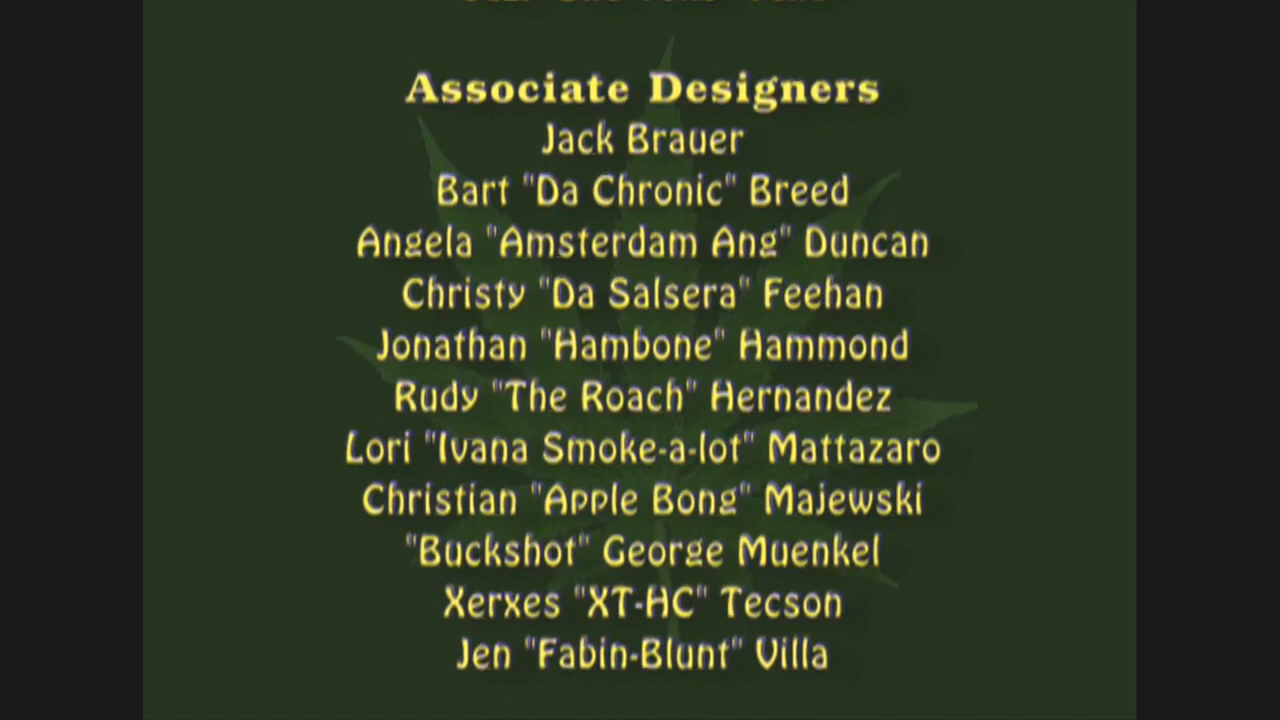 Associate Designers
Jack Brauer
Bart "Da Chronic" Breed
Angela "Amsterdam Ang" Duncan
Christy "Da Salsera" Feehan
Jonathan "Hambone" Hammond
Rudy "The Roach" Hernandez
Lori "Ivana Smoke-a-lot" Mattazaro
Christian "Apple Bong" Majewski
"Buckshot" George Muenkel
Xerxes "XT-HC" Tecson
Jen "Fabin-Blunt" Villa